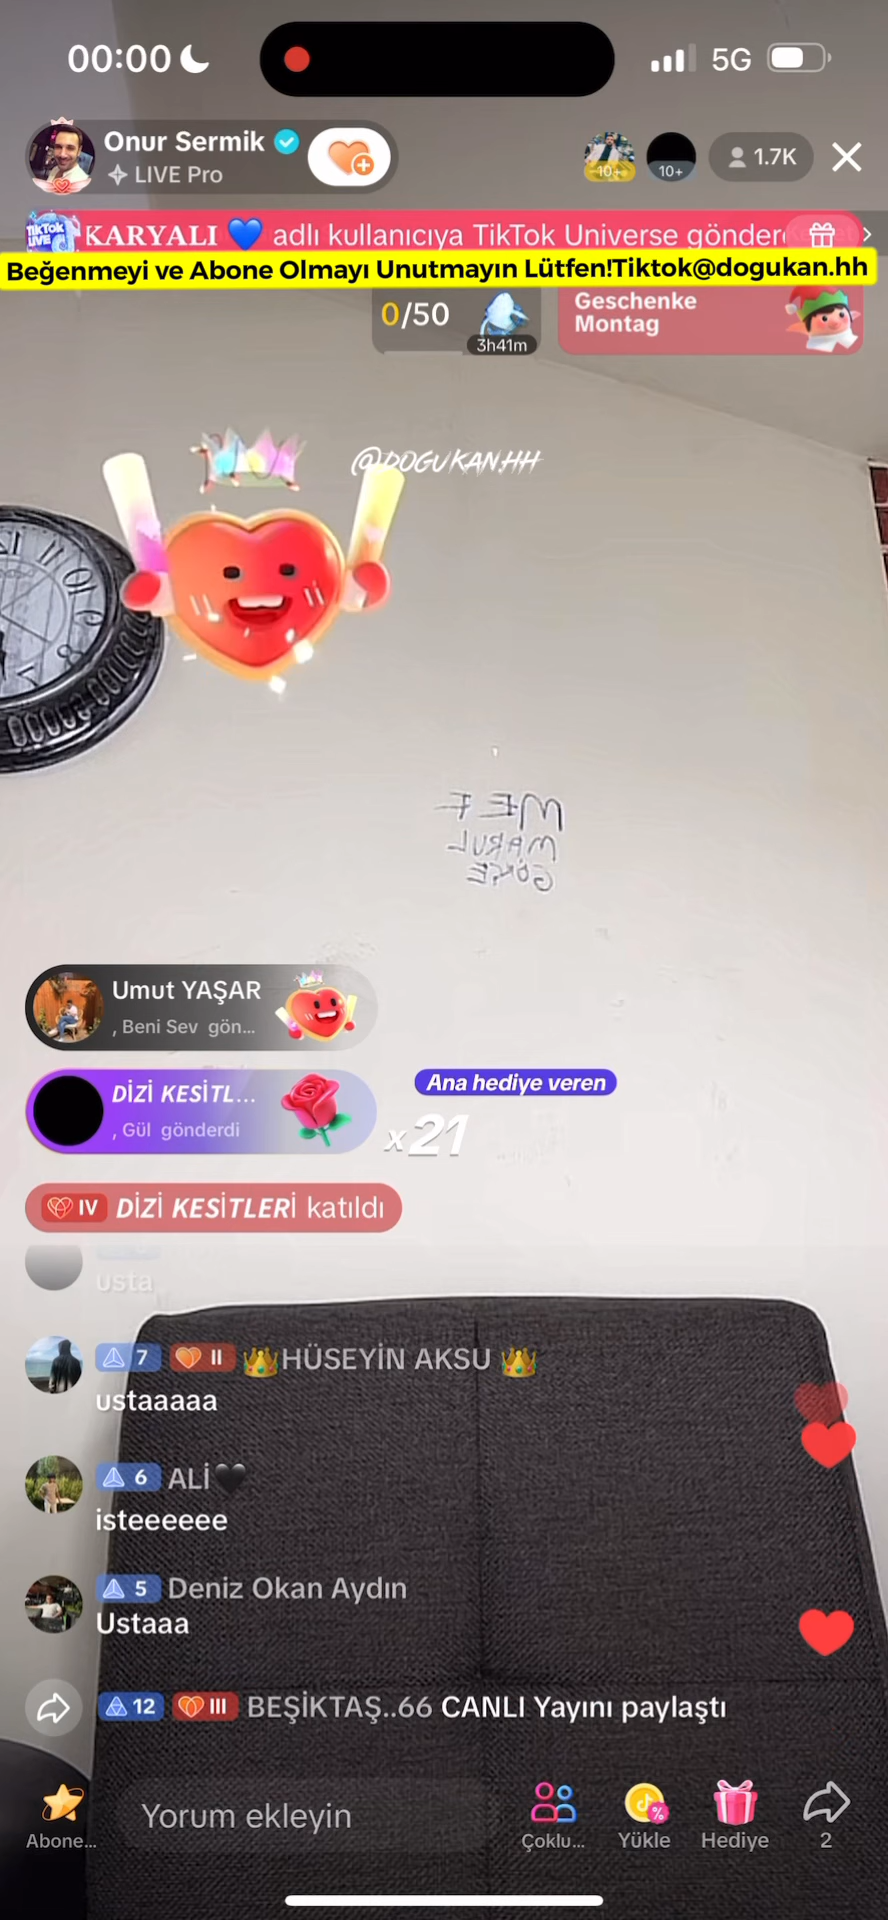 00:00
5G
Onur Sermik
LIVE Pro
10+
10+
1.7K
TikTok LIVE
KARYALI 💙 adlı kullanıcıya TikTok Universe gönder
Beğenmeyi ve Abone Olmayı Unutmayın Lütfen!Tiktok@dogukan.hh
0/50
3h41m
Geschenke
Montag
@DOGUKAN.HH
MARUL
GÖKÇE
Umut YAŞAR
, Beni Sev gön...
DİZİ KESİTL...
, Gül gönderdi
Ana hediye veren
x21
IV DİZİ KESİTLERİ katıldı
usta
7 II 👑HÜSEYİN AKSU 👑
ustaaaaa
6 ALİ🖤
isteeeeee
5 Deniz Okan Aydın
Ustaaa
12 III BEŞİKTAŞ..66 CANLI Yayını paylaştı
Abone...
Yorum ekleyin
Çoklu...
Yükle
Hediye
2